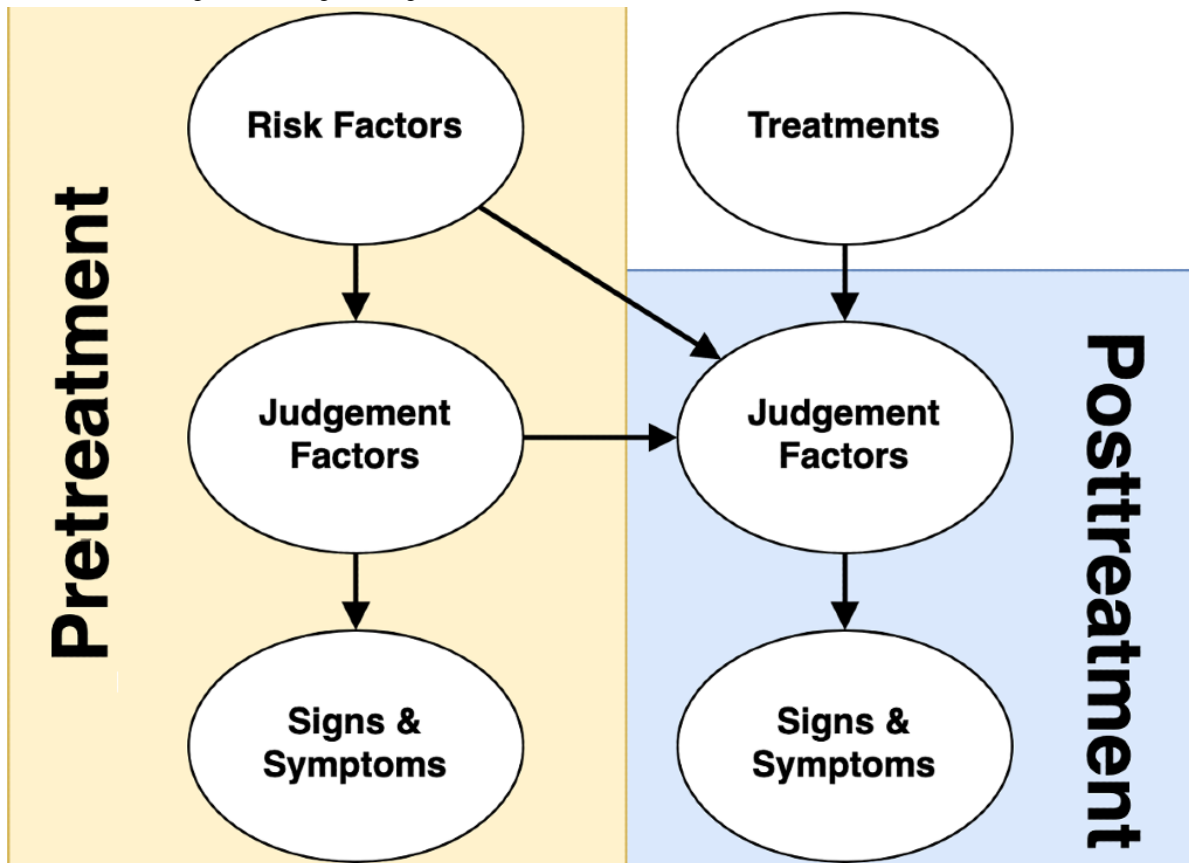 Risk Factors
Treatments
Pretreatment
Judgement
Factors
Judgement
Factors
Posttreatment
Signs &
Symptoms
Signs &
Symptoms